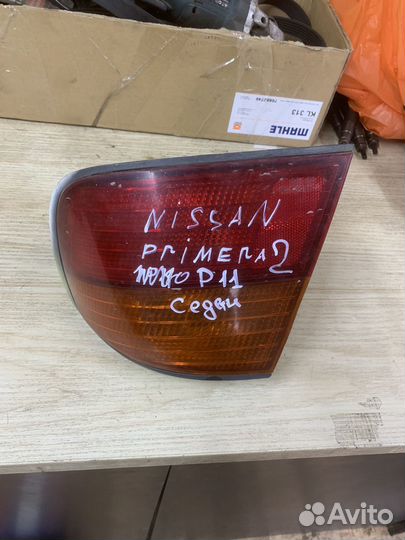 MAHLE
KL 313
NISSAN
PRIMERA 2
P11
Седан
Avito